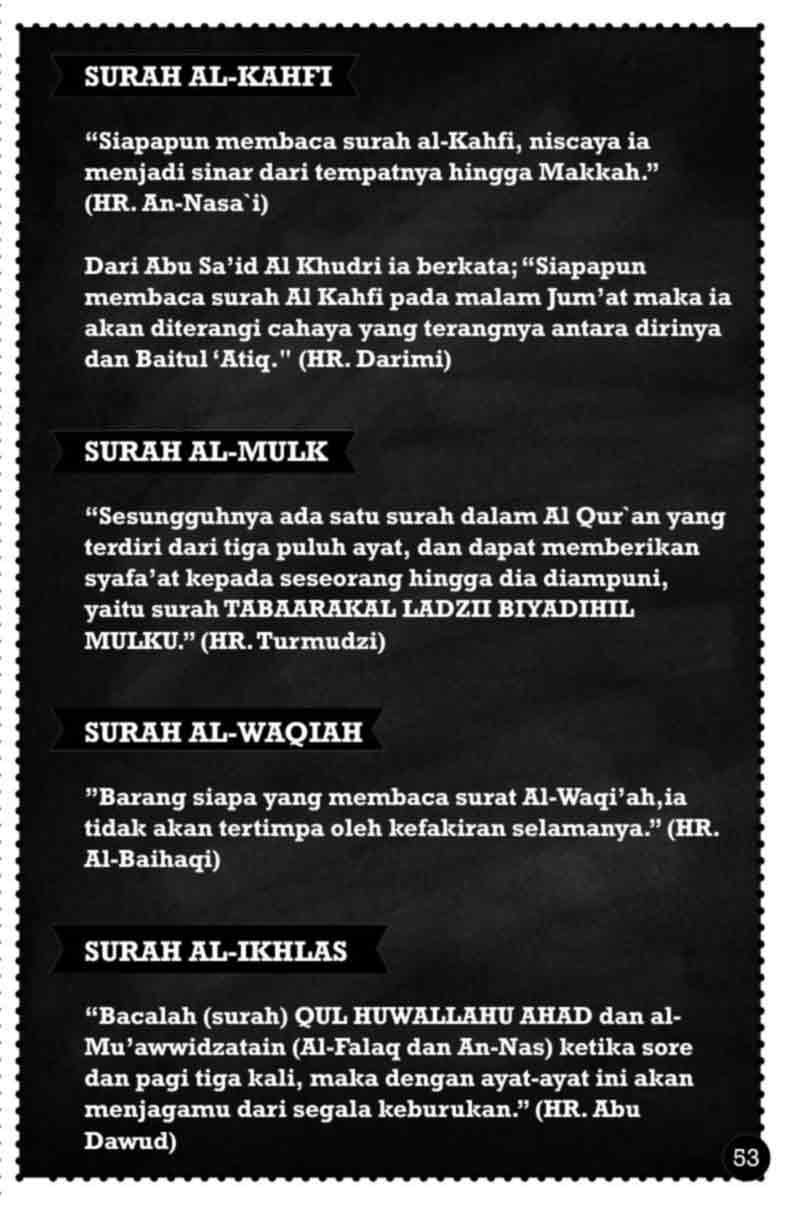 SURAH AL-KAHFI
“Siapapun membaca surah al-Kahfi, niscaya ia
menjadi sinar dari tempatnya hingga Makkah.”
(HR. An-Nasa`i)
Dari Abu Sa’id Al Khudri ia berkata; “Siapapun
membaca surah Al Kahfi pada malam Jum’at maka ia
akan diterangi cahaya yang terangnya antara dirinya
dan Baitul ‘Atiq." (HR. Darimi)
SURAH AL-MULK
“Sesungguhnya ada satu surah dalam Al Qur`an yang
terdiri dari tiga puluh ayat, dan dapat memberikan
syafa’at kepada seseorang hingga dia diampuni,
yaitu surah TABAARAKAL LADZII BIYADIHIL
MULKU.” (HR. Turmudzi)
SURAH AL-WAQIAH
”Barang siapa yang membaca surat Al-Waqi’ah,ia
tidak akan tertimpa oleh kefakiran selamanya.” (HR.
Al-Baihaqi)
SURAH AL-IKHLAS
“Bacalah (surah) QUL HUWALLAHU AHAD dan al-
Mu’awwidzatain (Al-Falaq dan An-Nas) ketika sore
dan pagi tiga kali, maka dengan ayat-ayat ini akan
menjagamu dari segala keburukan.” (HR. Abu
Dawud)
53